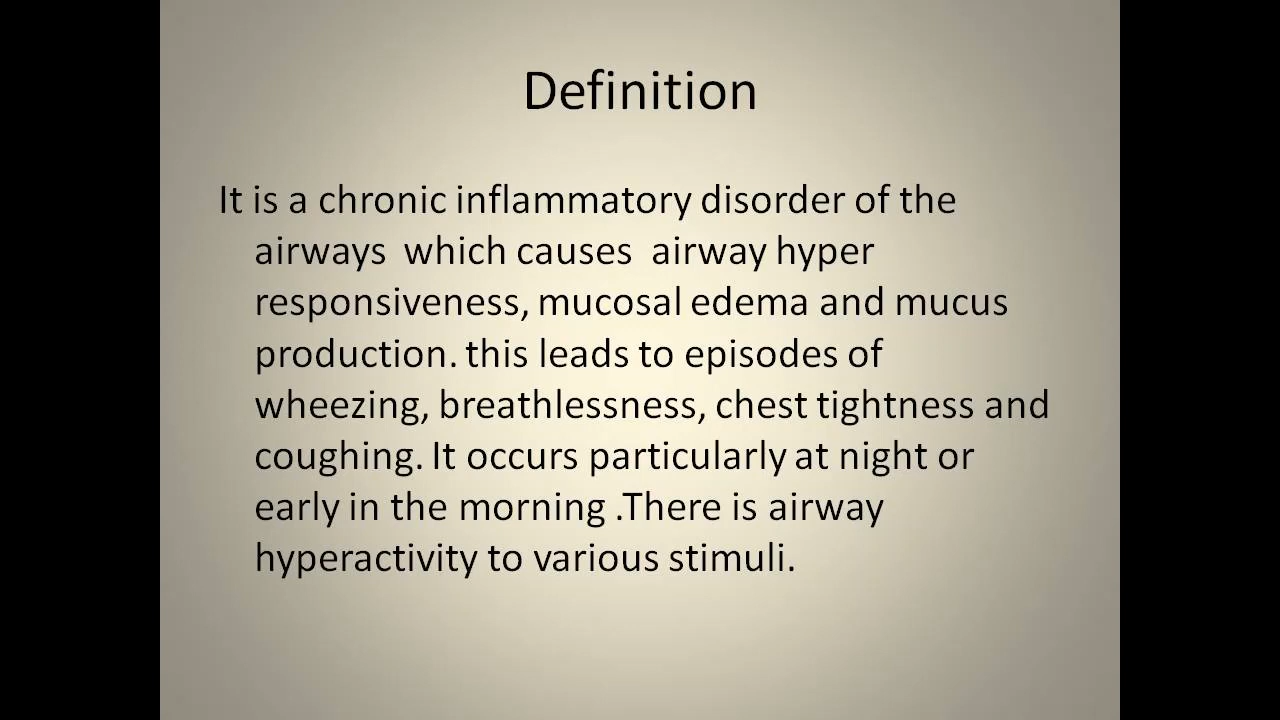 Definition
It is a chronic inflammatory disorder of the
airways  which causes  airway hyper
responsiveness, mucosal edema and mucus
production. this leads to episodes of
wheezing, breathlessness, chest tightness and
coughing. It occurs particularly at night or
early in the morning .There is airway
hyperactivity to various stimuli.